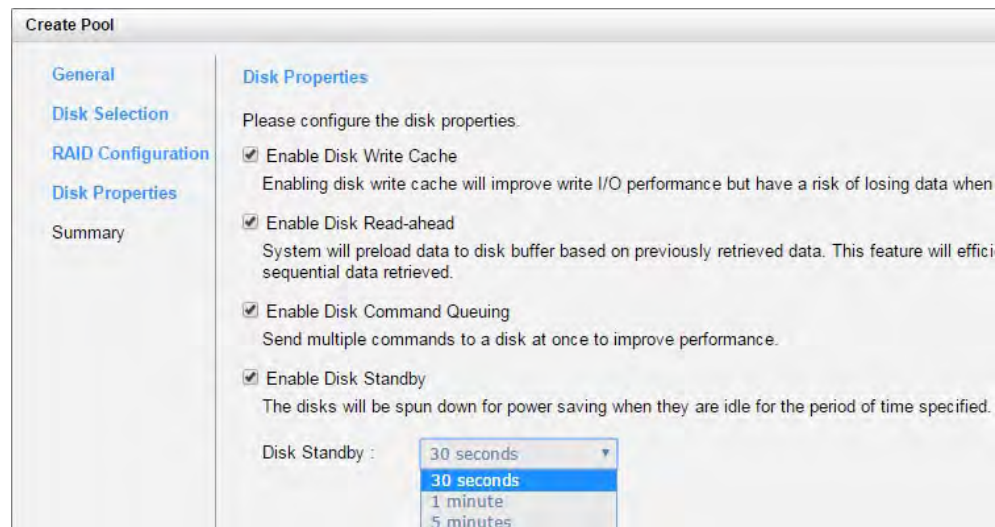 Create Pool
General
Disk Selection
RAID Configuration
Disk Properties
Summary
Disk Properties
Please configure the disk properties.
Enable Disk Write Cache
Enabling disk write cache will improve write I/O performance but have a risk of losing data when
Enable Disk Read-ahead
System will preload data to disk buffer based on previously retrieved data. This feature will effici
sequential data retrieved.
Enable Disk Command Queuing
Send multiple commands to a disk at once to improve performance.
Enable Disk Standby
The disks will be spun down for power saving when they are idle for the period of time specified.
Disk Standby : 30 seconds
30 seconds
1 minute
5 minutes